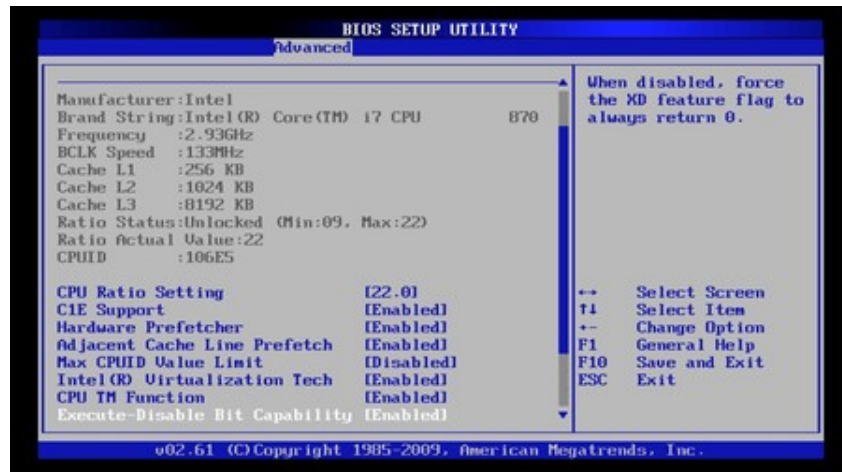 BIOS SETUP UTILITY
Advanced
Manufacturer:Intel
Brand String:Intel(R) Core(TM) i7 CPU 870
Frequency :2.93GHz
BCLK Speed :133MHz
Cache L1 :256 KB
Cache L2 :1024 KB
Cache L3 :8192 KB
Ratio Status:Unlocked (Min:09, Max:22)
Ratio Actual Value:22
CPUID :106E5
CPU Ratio Setting [22.0]
C1E Support [Enabled]
Hardware Prefetcher [Enabled]
Adjacent Cache Line Prefetch [Enabled]
Max CPUID Value Limit [Disabled]
Intel(R) Virtualization Tech [Enabled]
CPU TM Function [Enabled]
Execute-Disable Bit Capability [Enabled]
When disabled, force
the XD feature flag to
always return 0.
↔ Select Screen
↑↓ Select Item
+- Change Option
F1 General Help
F10 Save and Exit
ESC Exit
v02.61 (C)Copyright 1985-2009, American Megatrends, Inc.